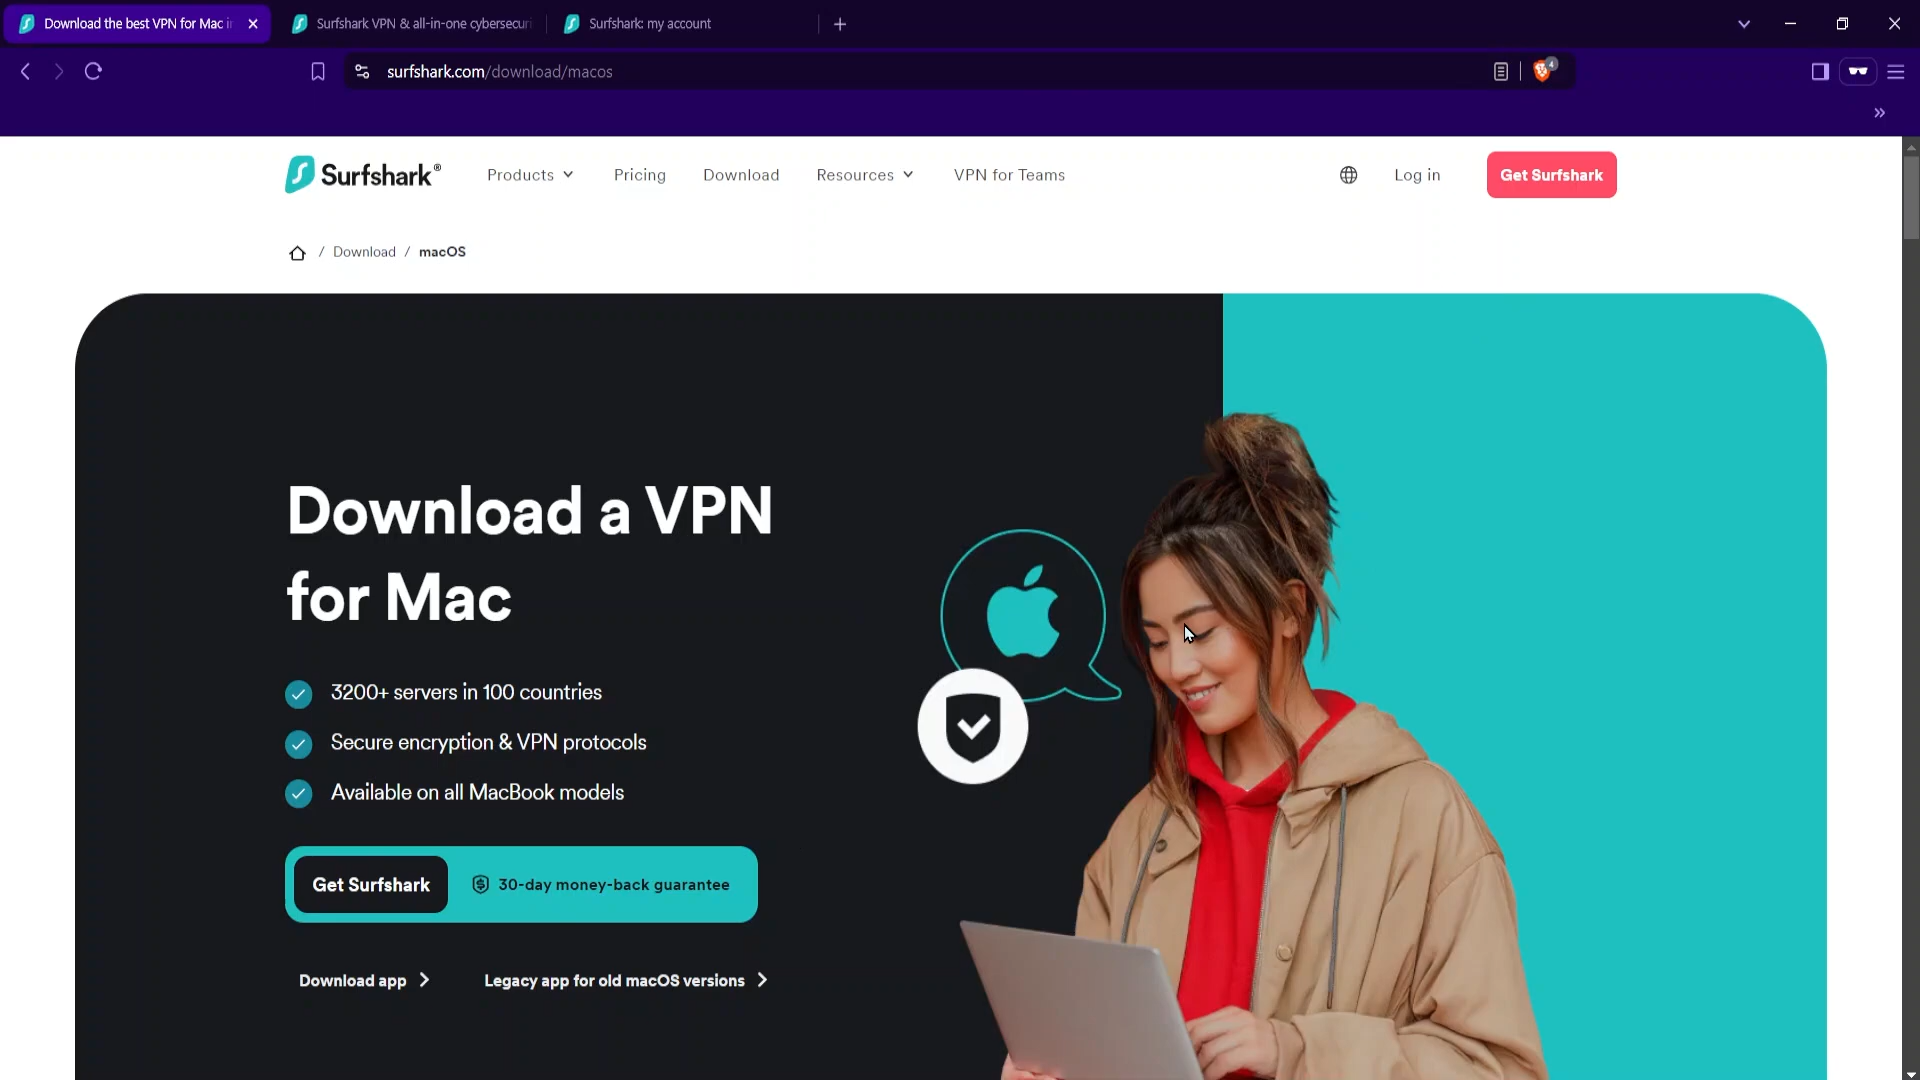 Download the best VPN for Mac in
Surfshark VPN & all-in-one cybersecuri
Surfshark: my account
surfshark.com/download/macos
4
Surfshark®
Products
Pricing
Download
Resources
VPN for Teams
Log in
Get Surfshark
/ Download / macOS
Download a VPN
for Mac
3200+ servers in 100 countries
Secure encryption & VPN protocols
Available on all MacBook models
Get Surfshark
30-day money-back guarantee
Download app
Legacy app for old macOS versions